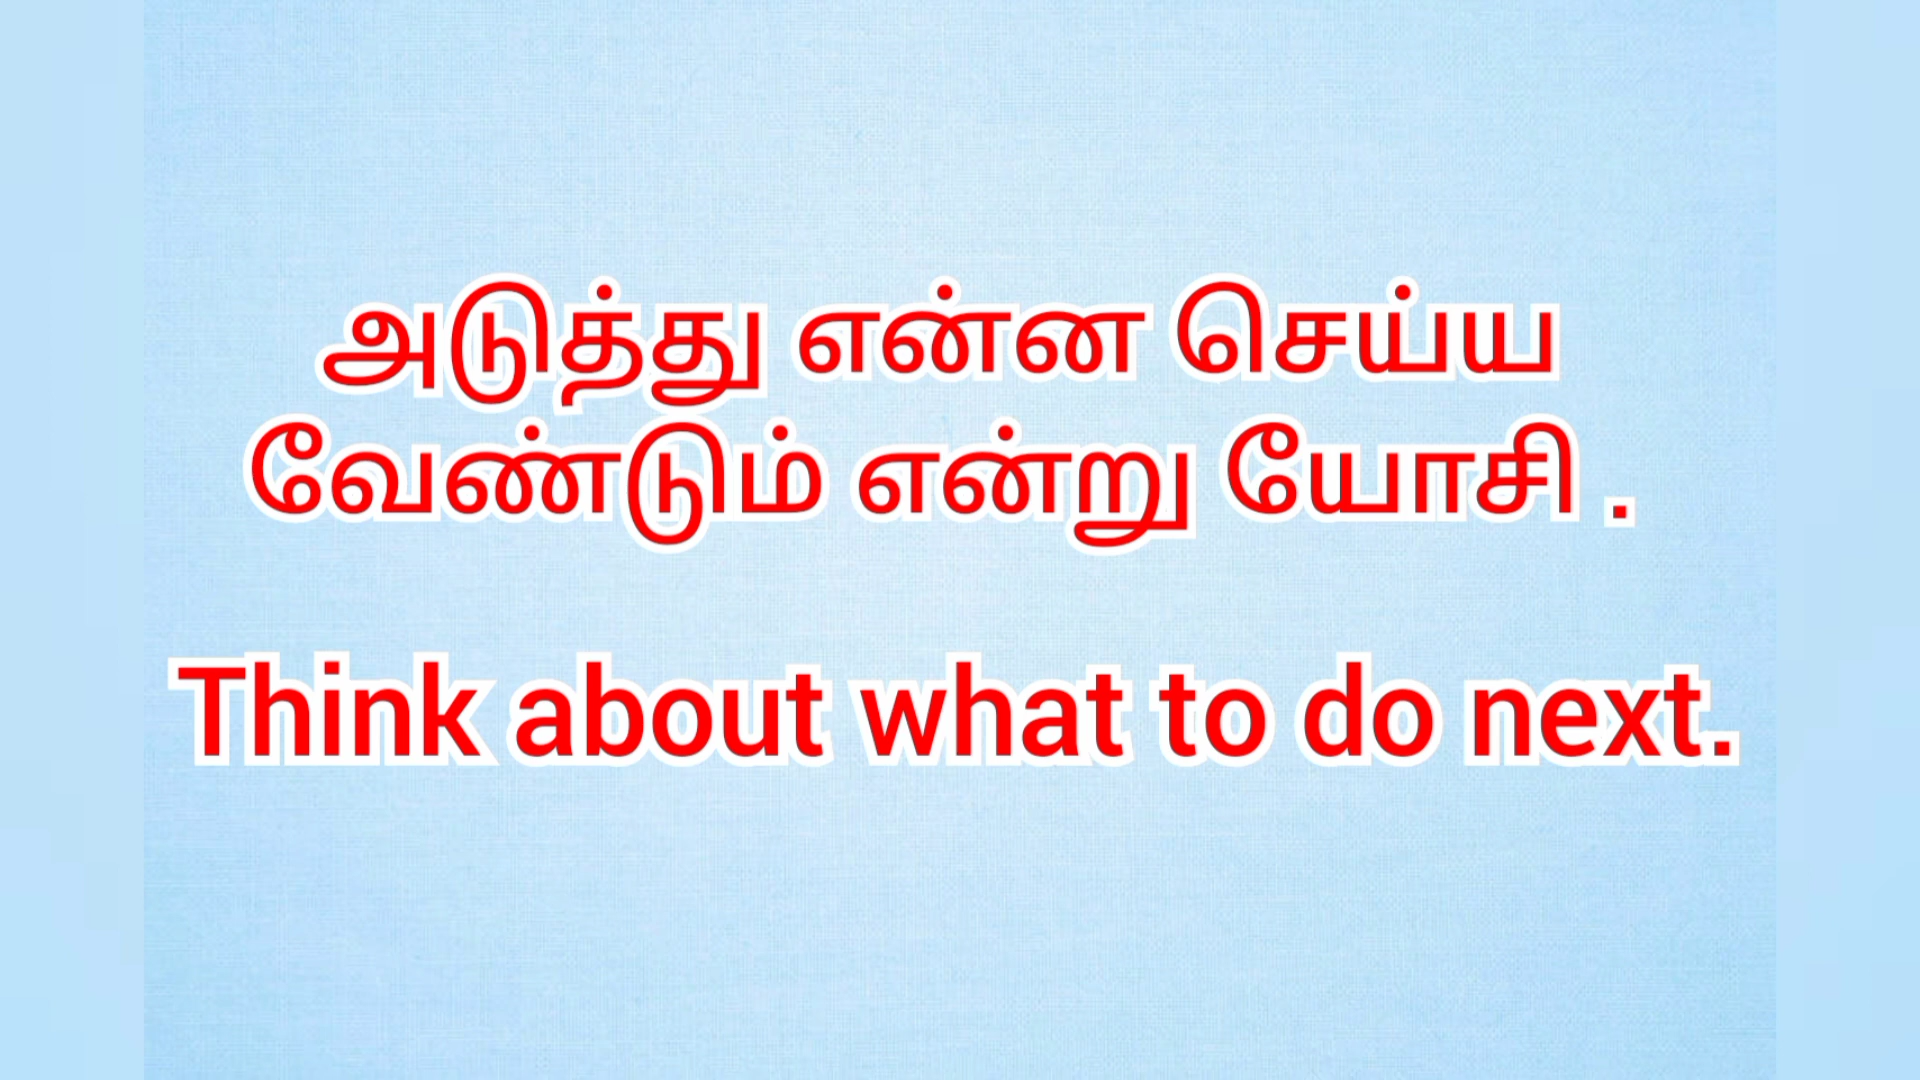 அடுத்து என்ன செய்ய
வேண்டும் என்று யோசி .
Think about what to do next.